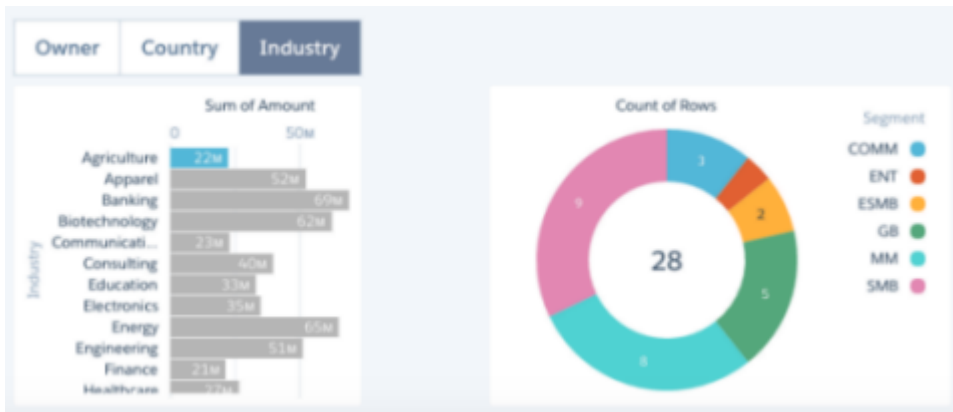 Owner Country Industry
Sum of Amount
0 50M
Industry
Agriculture 22M
Apparel 52M
Banking 69M
Biotechnology 62M
Communicati... 23M
Consulting 40M
Education 33M
Electronics 35M
Energy 65M
Engineering 51M
Finance 21M
Healthcare 27M
Count of Rows
3
2
5
8
9
28
Segment
COMM
ENT
ESMB
GB
MM
SMB